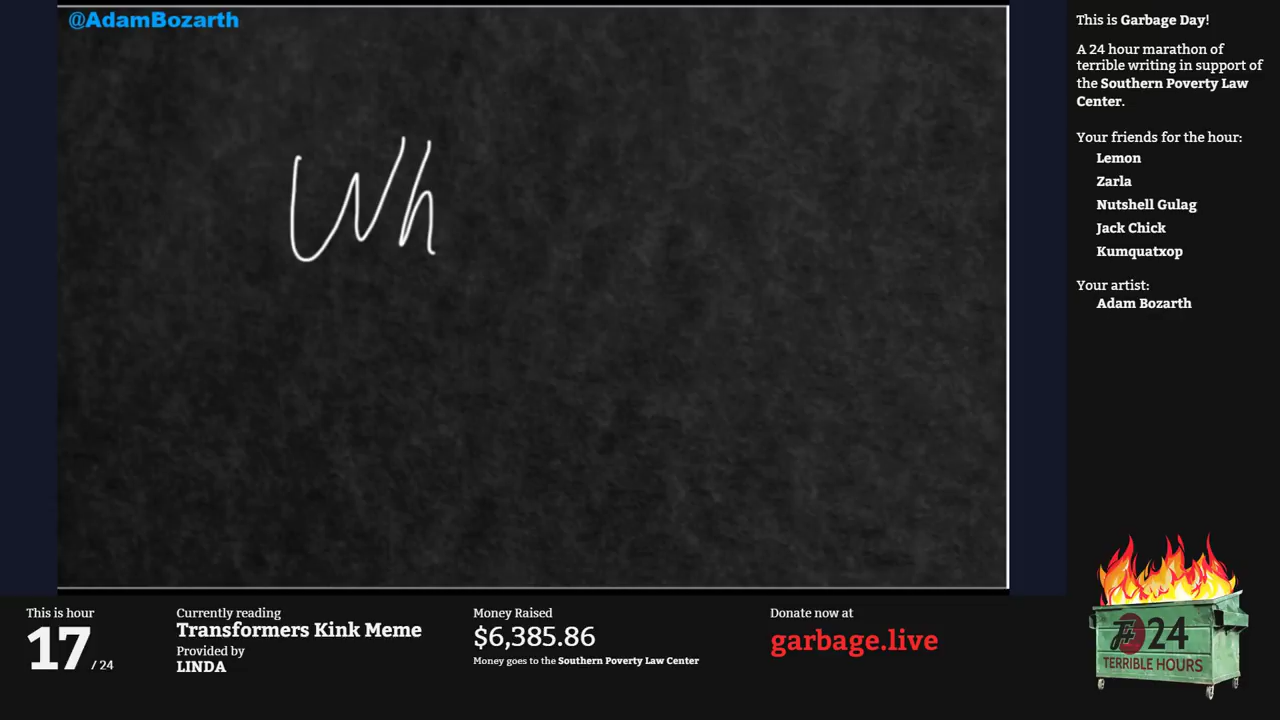 @AdamBozarth
Wh
This is Garbage Day!
A 24 hour marathon of
terrible writing in support of
the Southern Poverty Law
Center.
Your friends for the hour:
Lemon
Zarla
Nutshell Gulag
Jack Chick
Kumquatxop
Your artist:
Adam Bozarth
24
TERRIBLE HOURS
This is hour
17 / 24
Currently reading
Transformers Kink Meme
Provided by
LINDA
Money Raised
$6,385.86
Money goes to the Southern Poverty Law Center
Donate now at
garbage.live